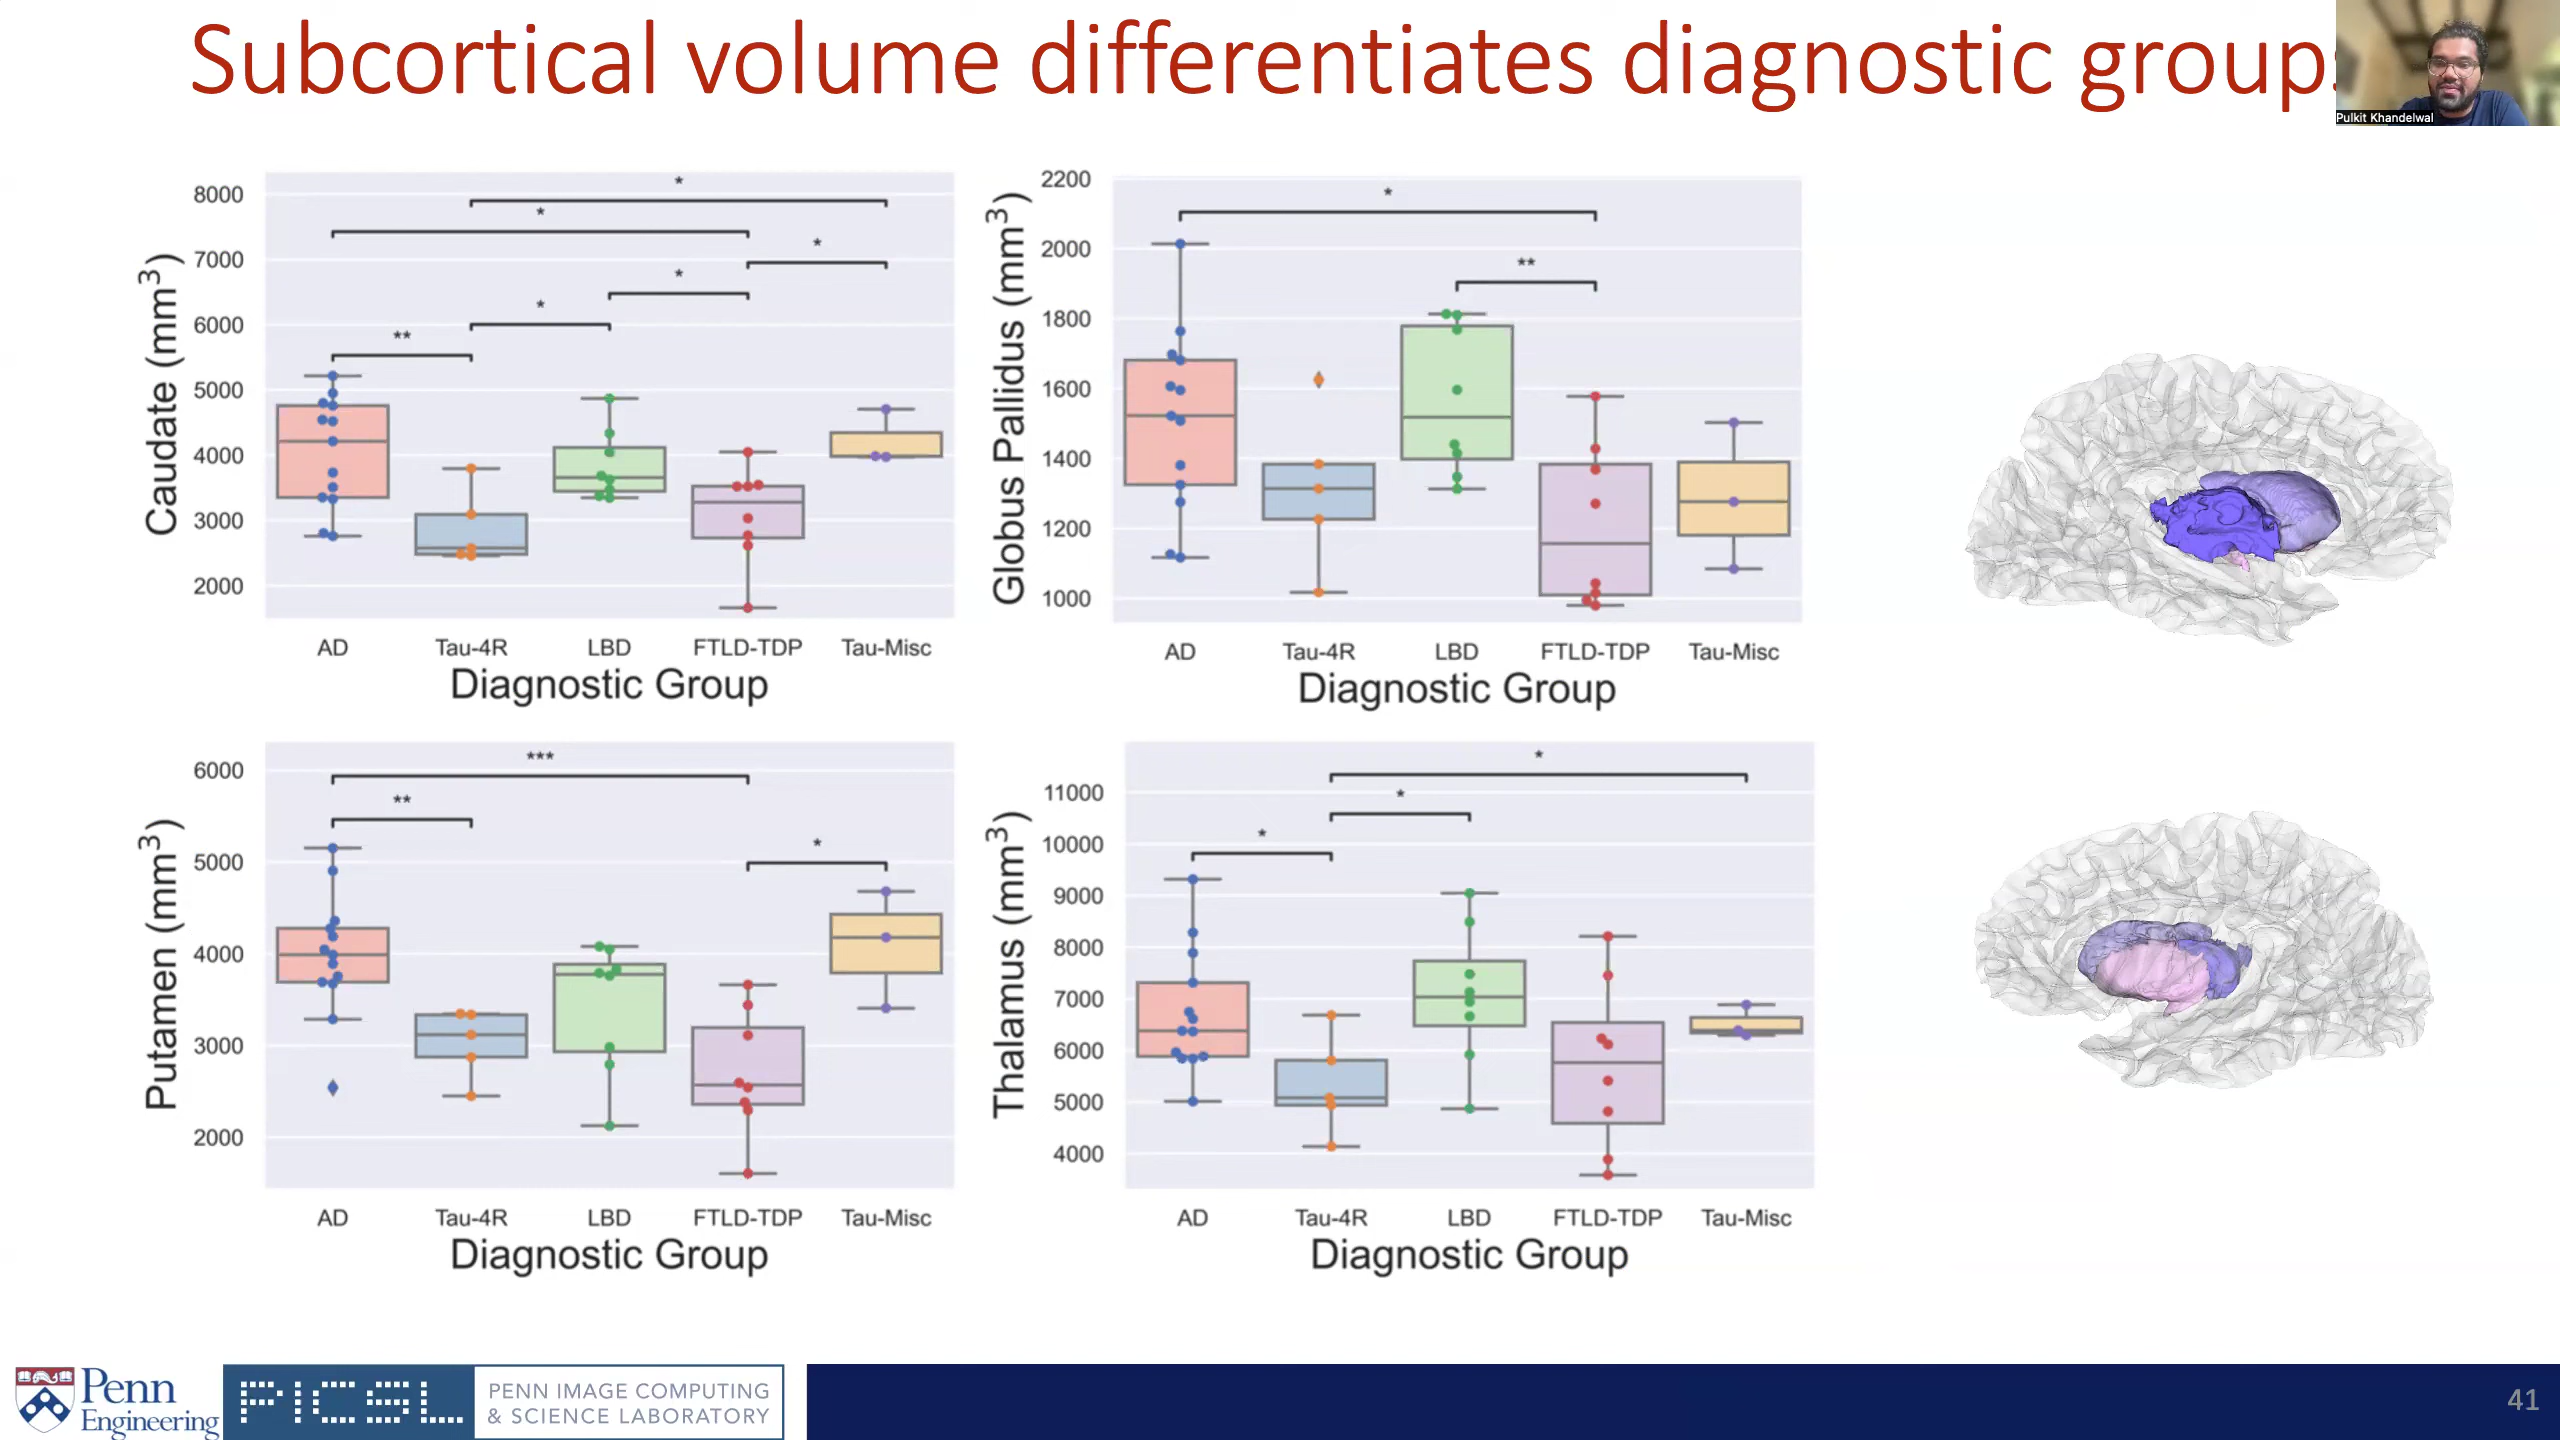 Subcortical volume differentiates diagnostic groups
Pulkit Khandelwal
Caudate (mm3)
8000
7000
6000
5000
4000
3000
2000
*
*
*
*
*
**
AD Tau-4R LBD FTLD-TDP Tau-Misc
Diagnostic Group
Globus Pallidus (mm3)
2200
2000
1800
1600
1400
1200
1000
*
**
AD Tau-4R LBD FTLD-TDP Tau-Misc
Diagnostic Group
Putamen (mm3)
6000
5000
4000
3000
2000
***
**
*
AD Tau-4R LBD FTLD-TDP Tau-Misc
Diagnostic Group
Thalamus (mm3)
11000
10000
9000
8000
7000
6000
5000
4000
*
*
*
AD Tau-4R LBD FTLD-TDP Tau-Misc
Diagnostic Group
Penn
Engineering
PICSL
PENN IMAGE COMPUTING
& SCIENCE LABORATORY
41